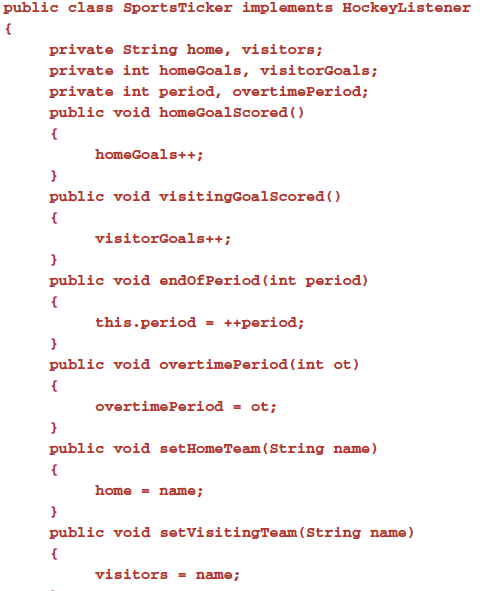 public class SportsTicker implements HockeyListener
{
private String home, visitors;
private int homeGoals, visitorGoals;
private int period, overtimePeriod;
public void homeGoalScored()
{
homeGoals++;
}
public void visitingGoalScored()
{
visitorGoals++;
}
public void endOfPeriod(int period)
{
this.period = ++period;
}
public void overtimePeriod(int ot)
{
overtimePeriod = ot;
}
public void setHomeTeam(String name)
{
home = name;
}
public void setVisitingTeam(String name)
{
visitors = name;